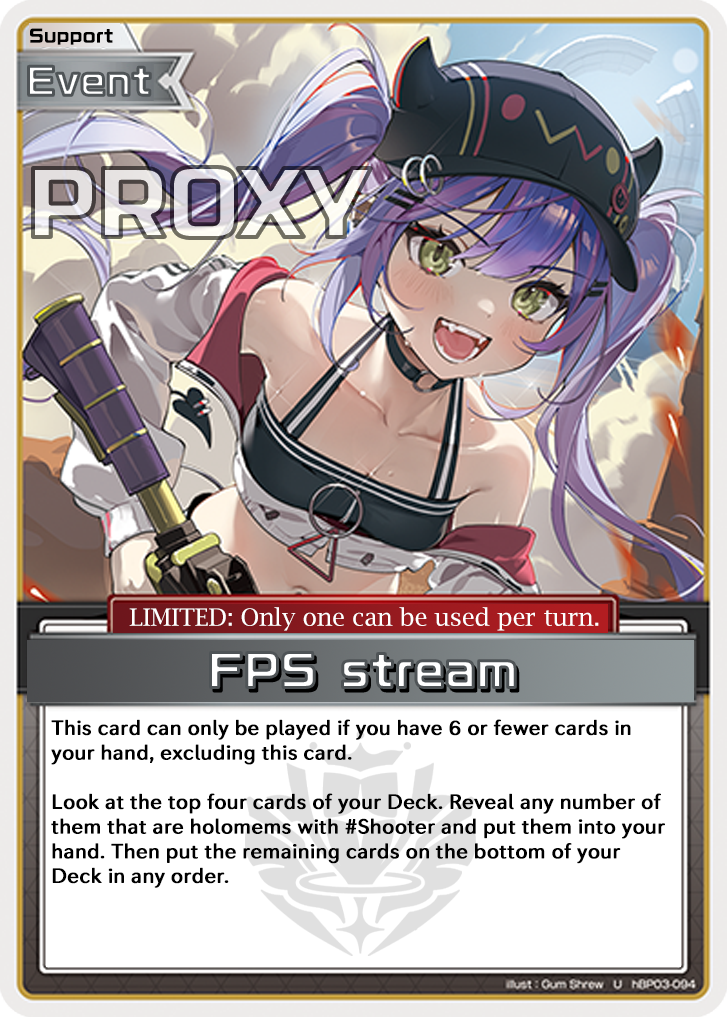 Support
Event
PROXY
LIMITED: Only one can be used per turn.
FPS stream
This card can only be played if you have 6 or fewer cards in
your hand, excluding this card.
Look at the top four cards of your Deck. Reveal any number of
them that are holomems with #Shooter and put them into your
hand. Then put the remaining cards on the bottom of your
Deck in any order.
illust : Gum Shrew U hBP03-094